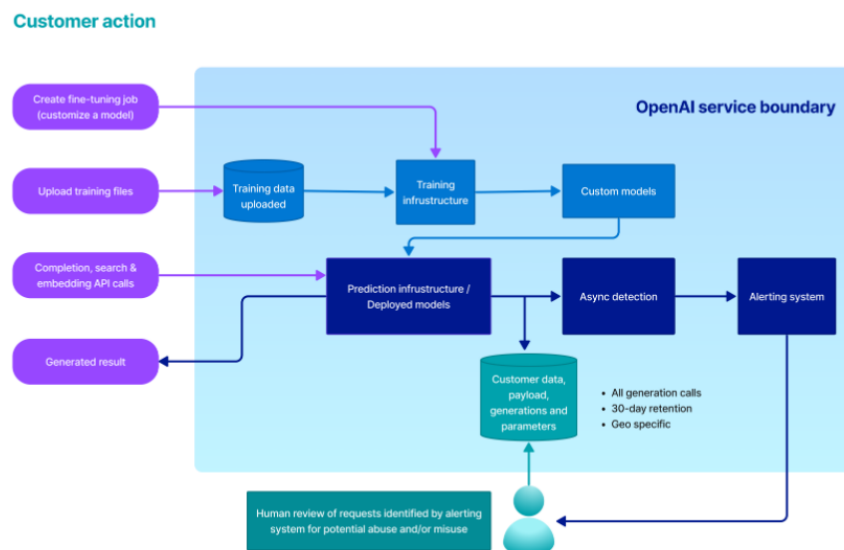 Customer action
Create fine-tuning job
(customize a model)
OpenAI service boundary
Upload training files
Training data
uploaded
Training
infrustructure
Custom models
Completion, search &
embedding API calls
Prediction infrustructure /
Deployed models
Async detection
Alerting system
Generated result
Customer data,
payload,
generations and
parameters
• All generation calls
• 30-day retention
• Geo specific
Human review of requests identified by alerting
system for potential abuse and/or misuse